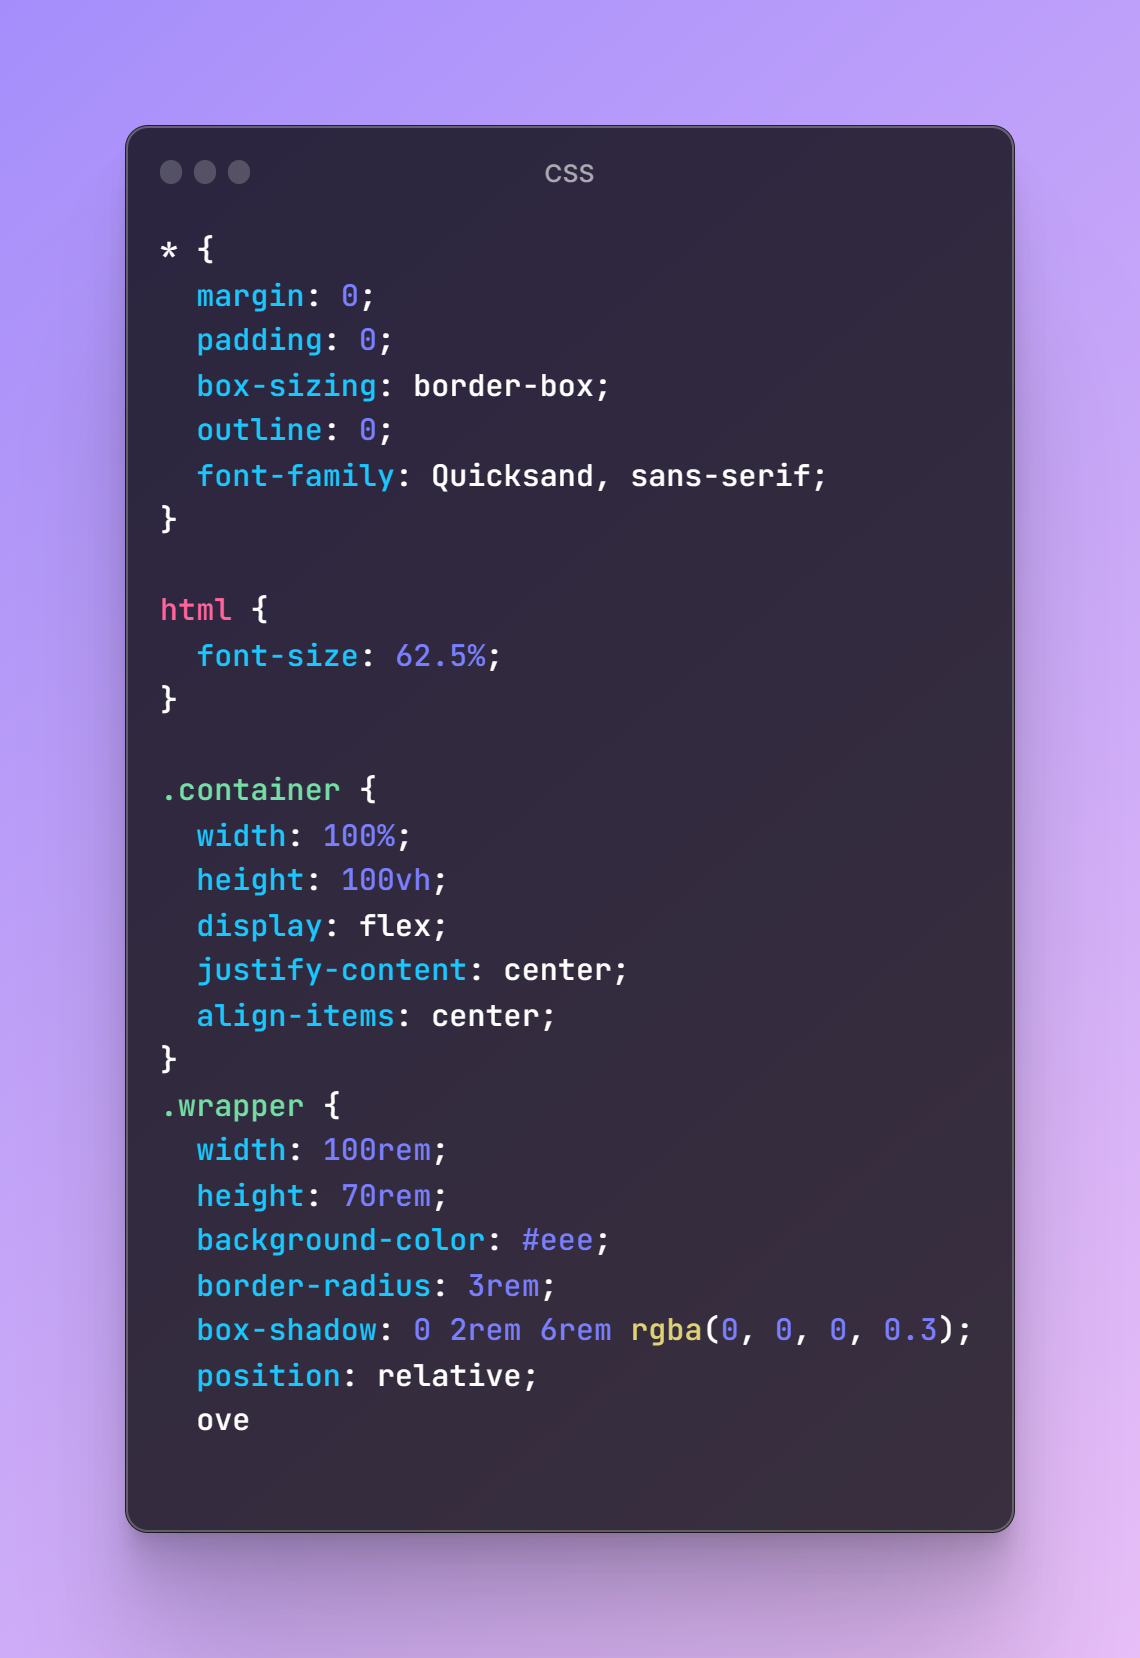 css
* {
  margin: 0;
  padding: 0;
  box-sizing: border-box;
  outline: 0;
  font-family: Quicksand, sans-serif;
}

html {
  font-size: 62.5%;
}

.container {
  width: 100%;
  height: 100vh;
  display: flex;
  justify-content: center;
  align-items: center;
}
.wrapper {
  width: 100rem;
  height: 70rem;
  background-color: #eee;
  border-radius: 3rem;
  box-shadow: 0 2rem 6rem rgba(0, 0, 0, 0.3);
  position: relative;
  ove